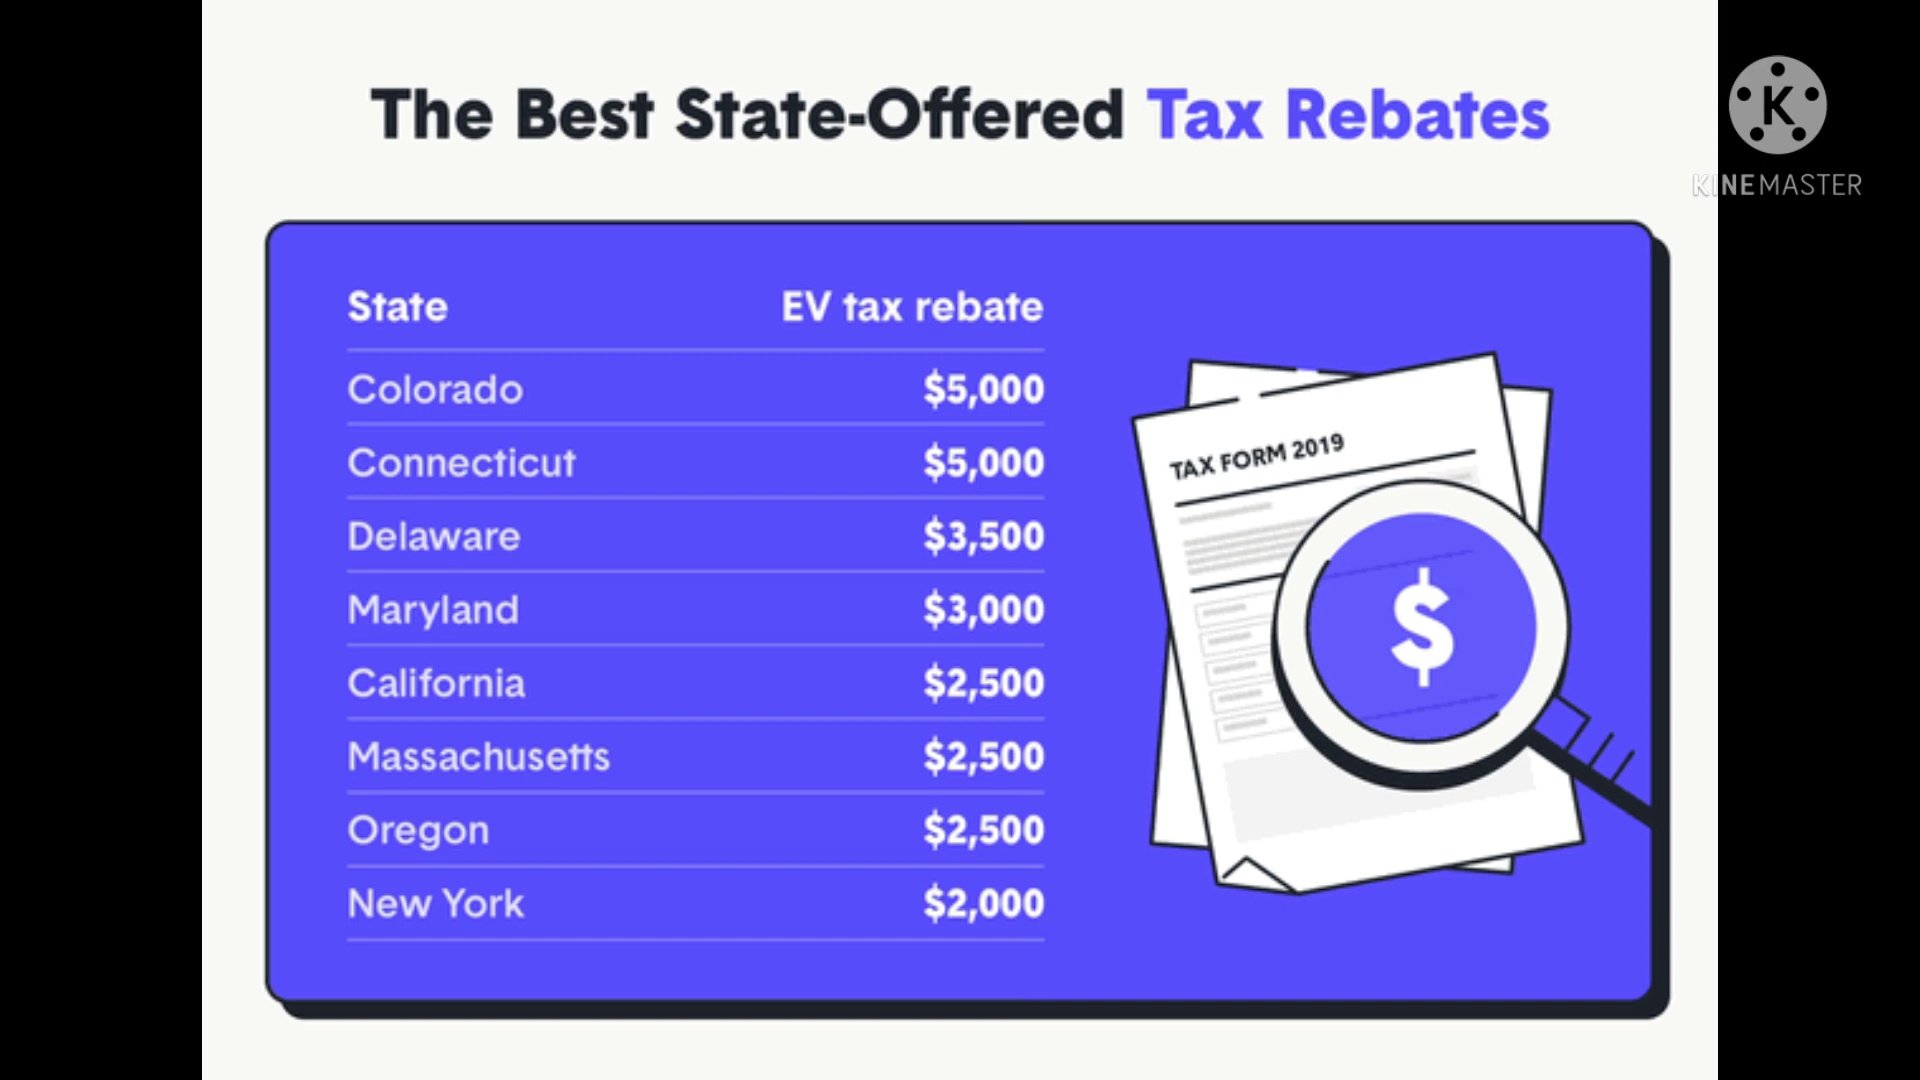 The Best State-Offered Tax Rebates
K
KINEMASTER
State EV tax rebate
Colorado $5,000
Connecticut $5,000
Delaware $3,500
Maryland $3,000
California $2,500
Massachusetts $2,500
Oregon $2,500
New York $2,000
TAX FORM 2019
$